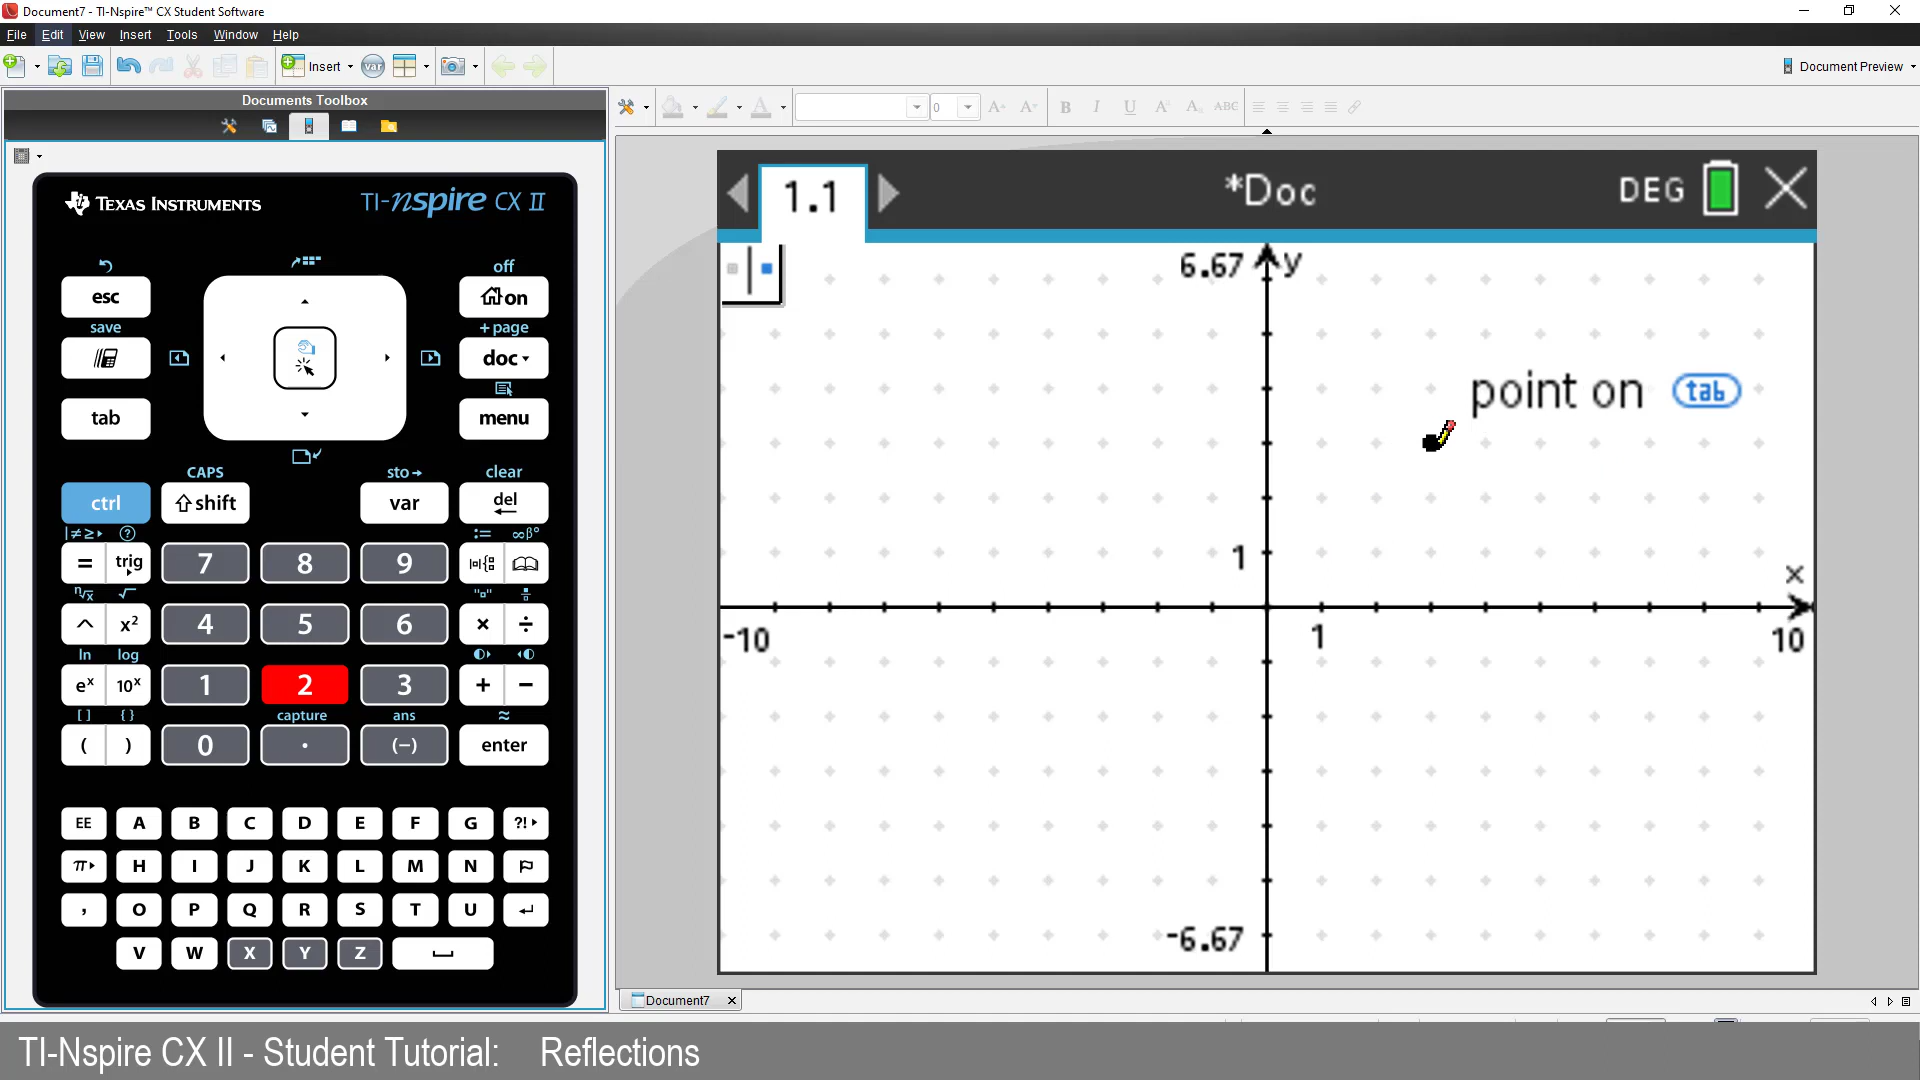 Document7 - TI-Nspire™ CX Student Software
File Edit View Insert Tools Window Help
Insert var Document Preview
Documents Toolbox
0 A+ A- B I U A A ABC
TEXAS INSTRUMENTS TI-nspire CX II
1.1 *Doc DEG
off
esc on
save + page
doc
tab menu
CAPS sto→ clear
ctrl shift var del
= trig 7 8 9
^ x² 4 5 6 × ÷
ln log
eˣ 10ˣ 1 2 3 + −
[ ] { } capture ans ≈
( ) 0 . (−) enter
EE A B C D E F G ?!
π H I J K L M N
, O P Q R S T U
V W X Y Z
6.67 y
point on tab
1
x
-10 1 10
-6.67
Document7
TI-Nspire CX II - Student Tutorial: Reflections